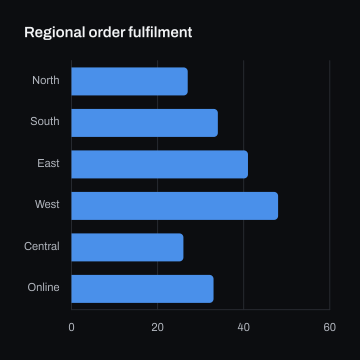 Regional order fulfilment
North
South
East
West
Central
Online
0 20 40 60